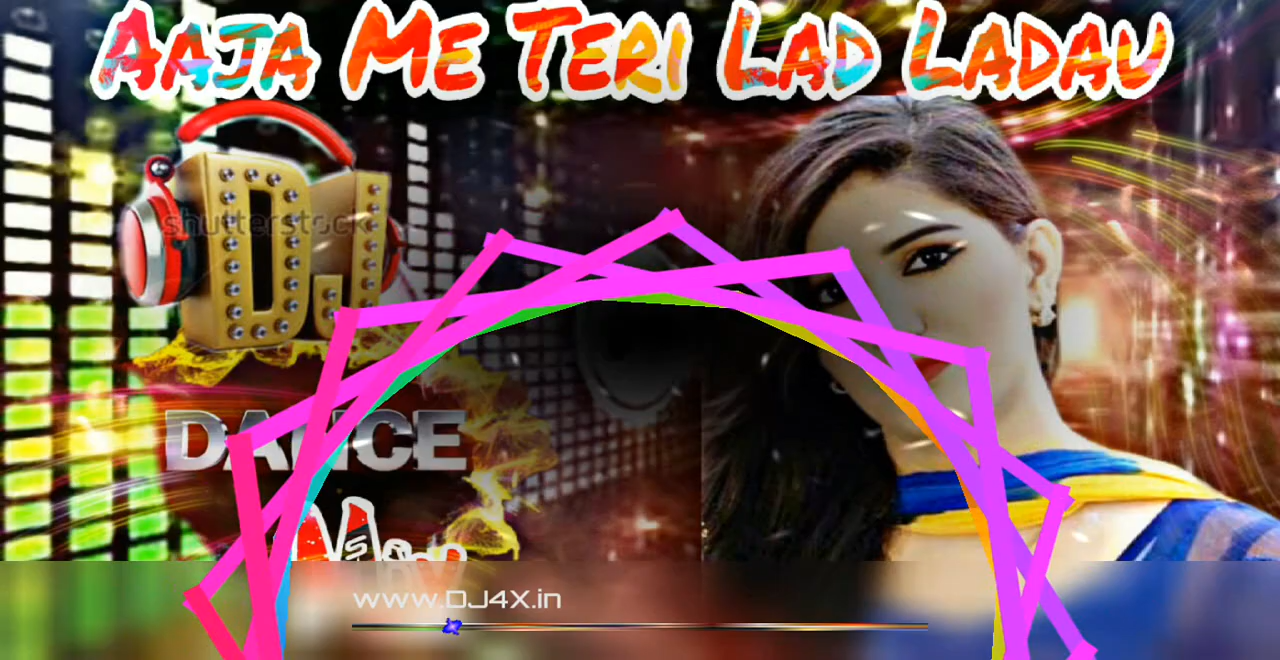 Aaja Me Teri Lad Ladau
shutterstock
DJ
DANCE
www.DJ4X.in